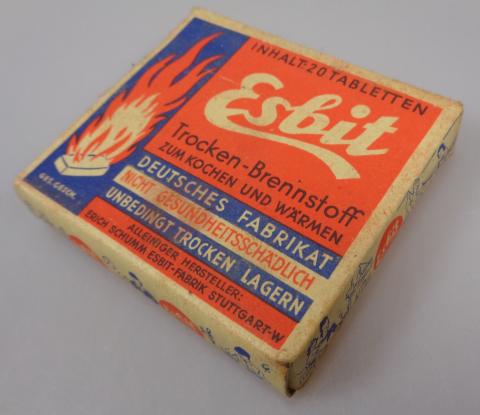 INHALT: 20 TABLETTEN
Esbit
Trocken-Brennstoff
ZUM KOCHEN UND WÄRMEN
GES. GESCH.
DEUTSCHES FABRIKAT
NICHT GESUNDHEITSSCHÄDLICH
UNBEDINGT TROCKEN LAGERN
ALLEINIGER HERSTELLER:
ERICH SCHUMM ESBIT-FABRIK STUTTGART-W